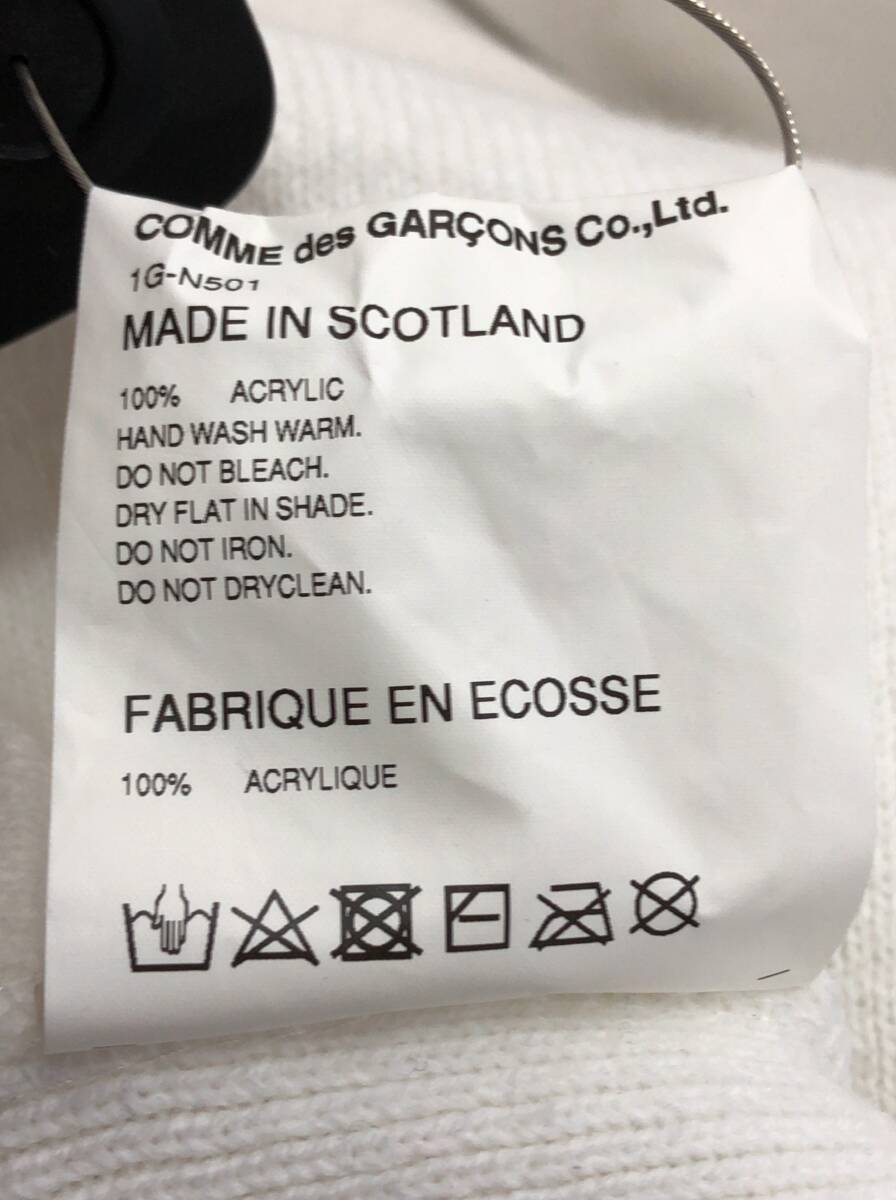 COMME des GARÇONS Co.,Ltd.
1G-N501
MADE IN SCOTLAND
100% ACRYLIC
HAND WASH WARM.
DO NOT BLEACH.
DRY FLAT IN SHADE.
DO NOT IRON.
DO NOT DRYCLEAN.
FABRIQUE EN ECOSSE
100% ACRYLIQUE